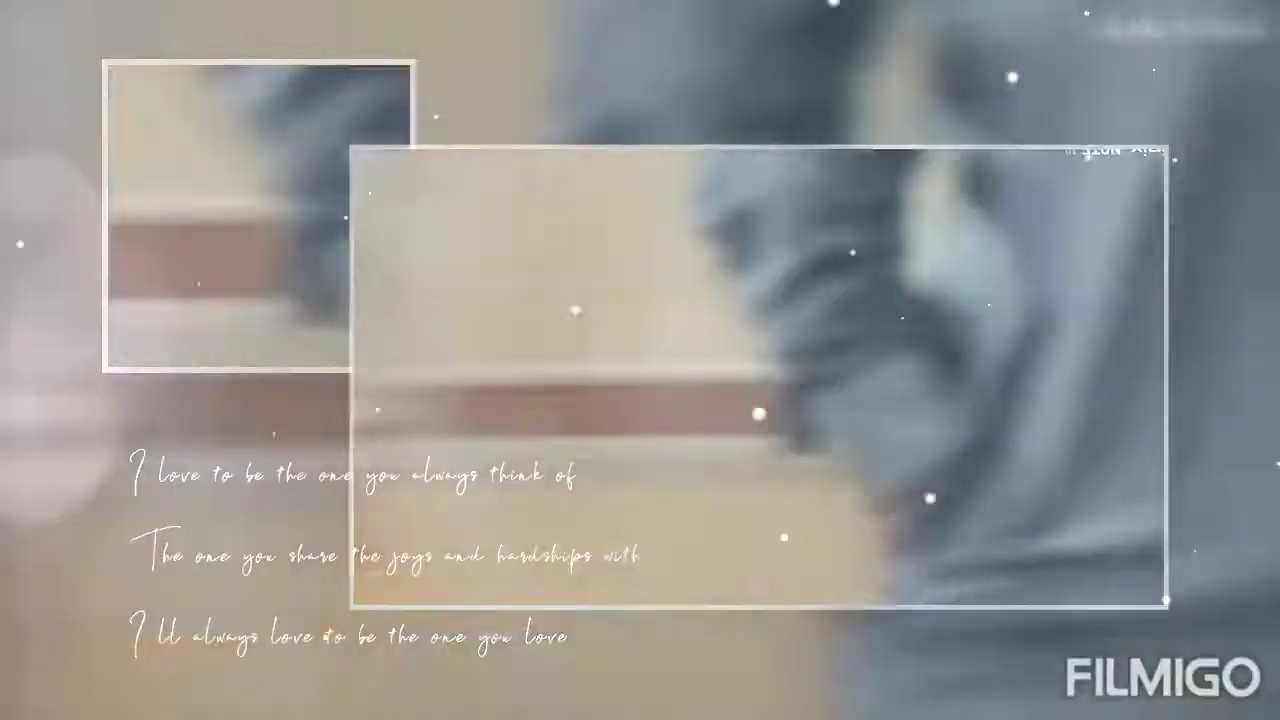 I love to be the one you always think of
The one you share the joys and hardships with
I'll always love to be the one you love
FILMIGO